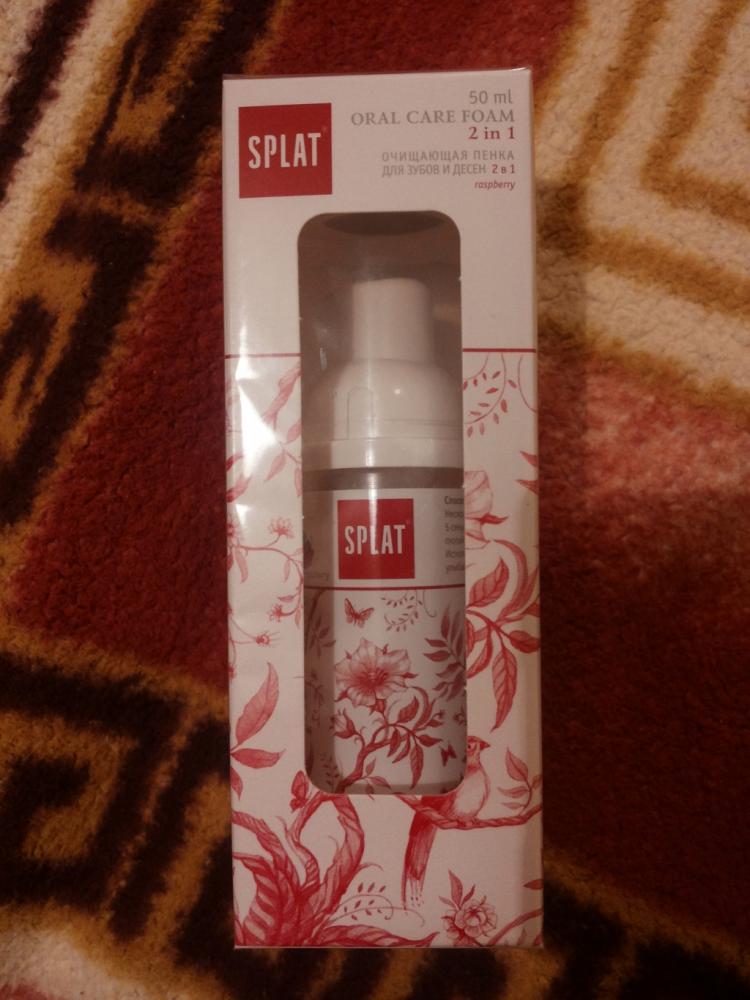 SPLAT
50 ml
ORAL CARE FOAM
2 in 1
ОЧИЩАЮЩАЯ ПЕНКА
ДЛЯ ЗУБОВ И ДЕСЕН 2 в 1
raspberry
SPLAT